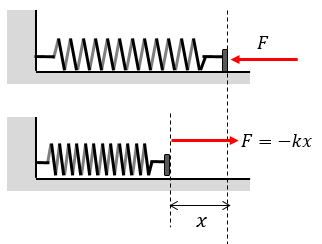 F
F = −kx
x